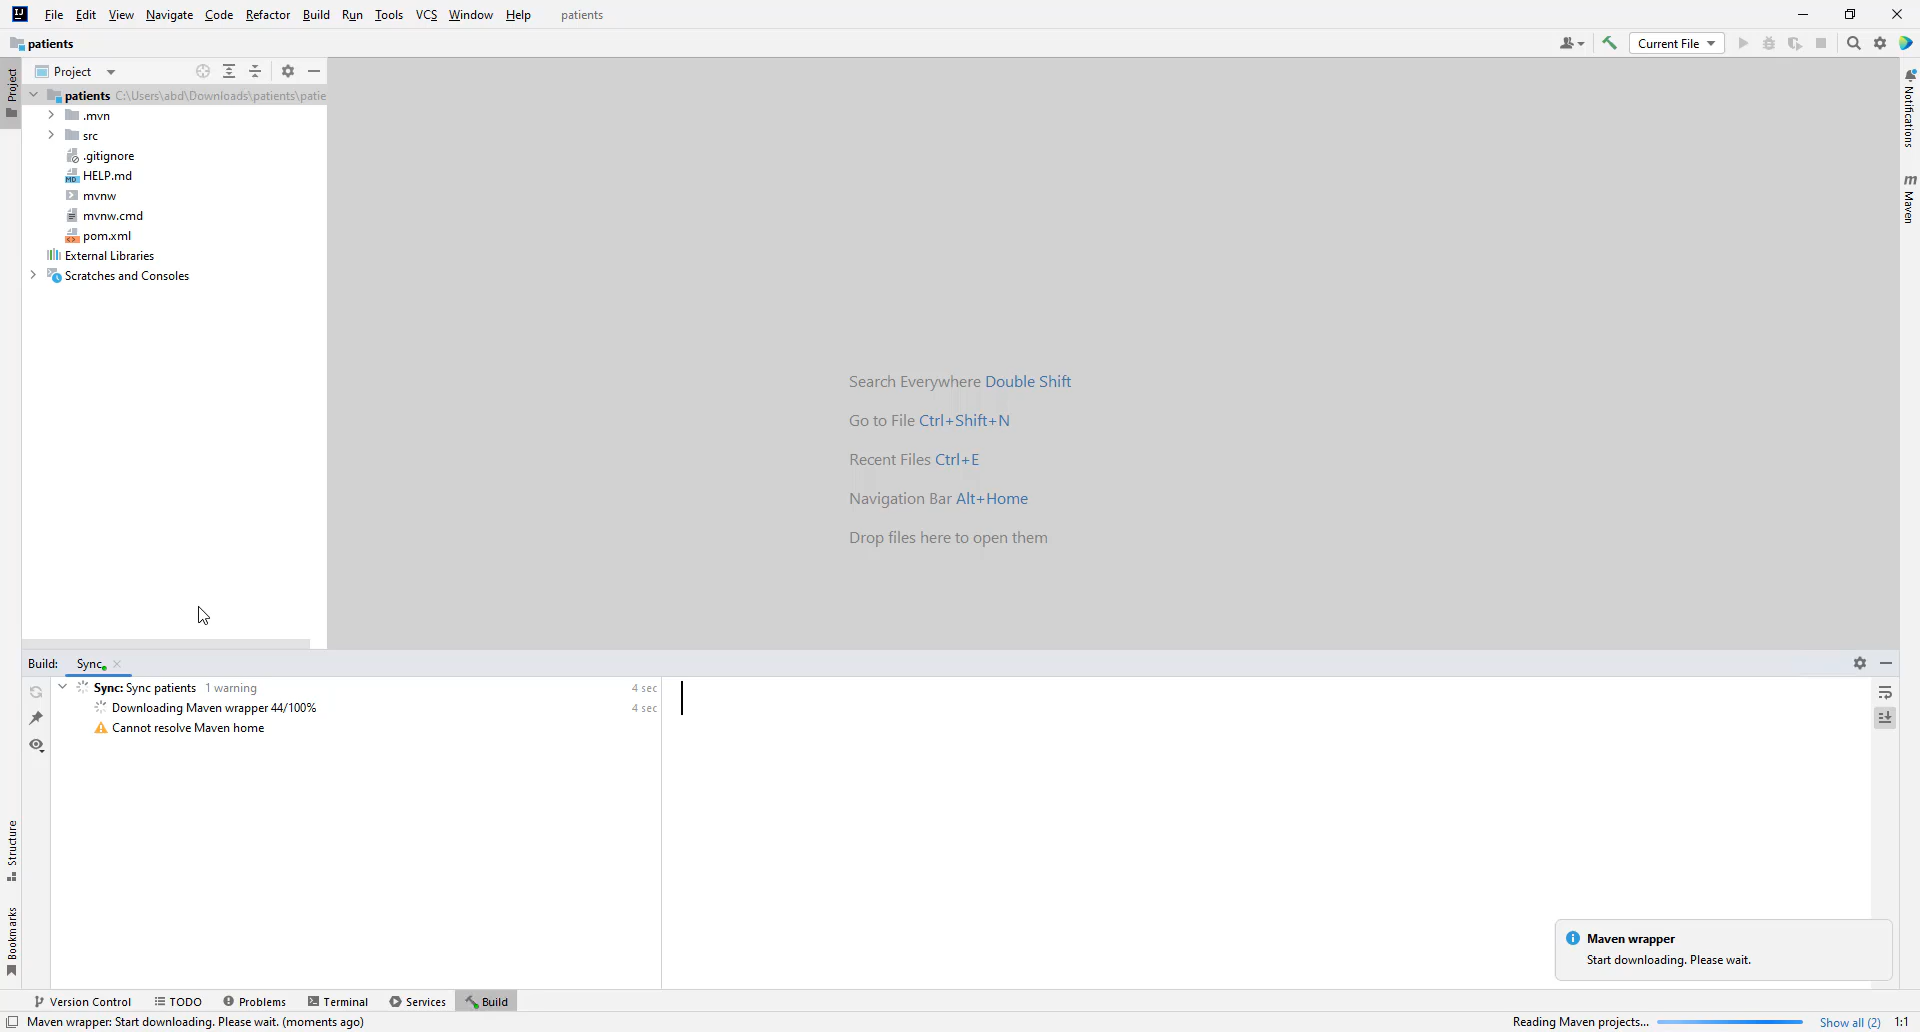 File Edit View Navigate Code Refactor Build Run Tools VCS Window Help patients
patients
Current File
Project
Project
patients C:\Users\abd\Downloads\patients\patie
.mvn
src
.gitignore
HELP.md
mvnw
mvnw.cmd
pom.xml
External Libraries
Scratches and Consoles
Search Everywhere Double Shift
Go to File Ctrl+Shift+N
Recent Files Ctrl+E
Navigation Bar Alt+Home
Drop files here to open them
Notifications
Maven
Build: Sync
Sync: Sync patients 1 warning 4 sec
Downloading Maven wrapper 44/100% 4 sec
Cannot resolve Maven home
Structure
Bookmarks
Maven wrapper
Start downloading. Please wait.
Version Control TODO Problems Terminal Services Build
Maven wrapper: Start downloading. Please wait. (moments ago) Reading Maven projects... Show all (2) 1:1